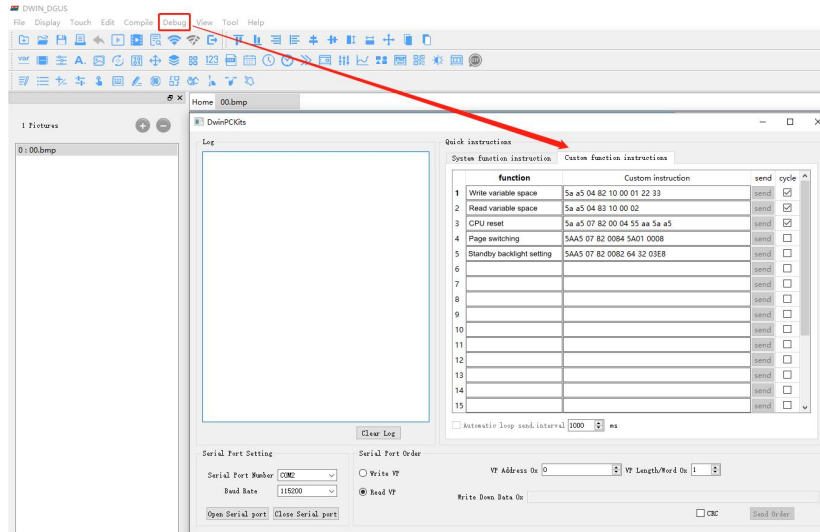 DWIN_DGUS
File Display Touch Edit Compile Debug View Tool Help
Home 00.bmp
1 Pictures
0 : 00.bmp
DwinPCKits
Log
Quick instructions
System function instruction Custom function instructions
function Custom instruction send cycle
1 Write variable space 5a a5 04 82 10 00 01 22 33 send
2 Read variable space 5a a5 04 83 10 00 02 send
3 CPU reset 5a a5 07 82 00 04 55 aa 5a a5 send
4 Page switching 5AA5 07 82 0084 5A01 0008 send
5 Standby backlight setting 5AA5 07 82 0082 64 32 03E8 send
6 send
7 send
8 send
9 send
10 send
11 send
12 send
13 send
14 send
15 send
Automatic loop send.interval 1000 ms
Clear Log
Serial Port Setting
Serial Port Number COM2
Baud Rate 115200
Open Serial port Close Serial port
Serial Port Order
Write VP
Read VP
VP Address 0x 0 VP Length/Word 0x 1
Write Down Data 0x
CRC Send Order